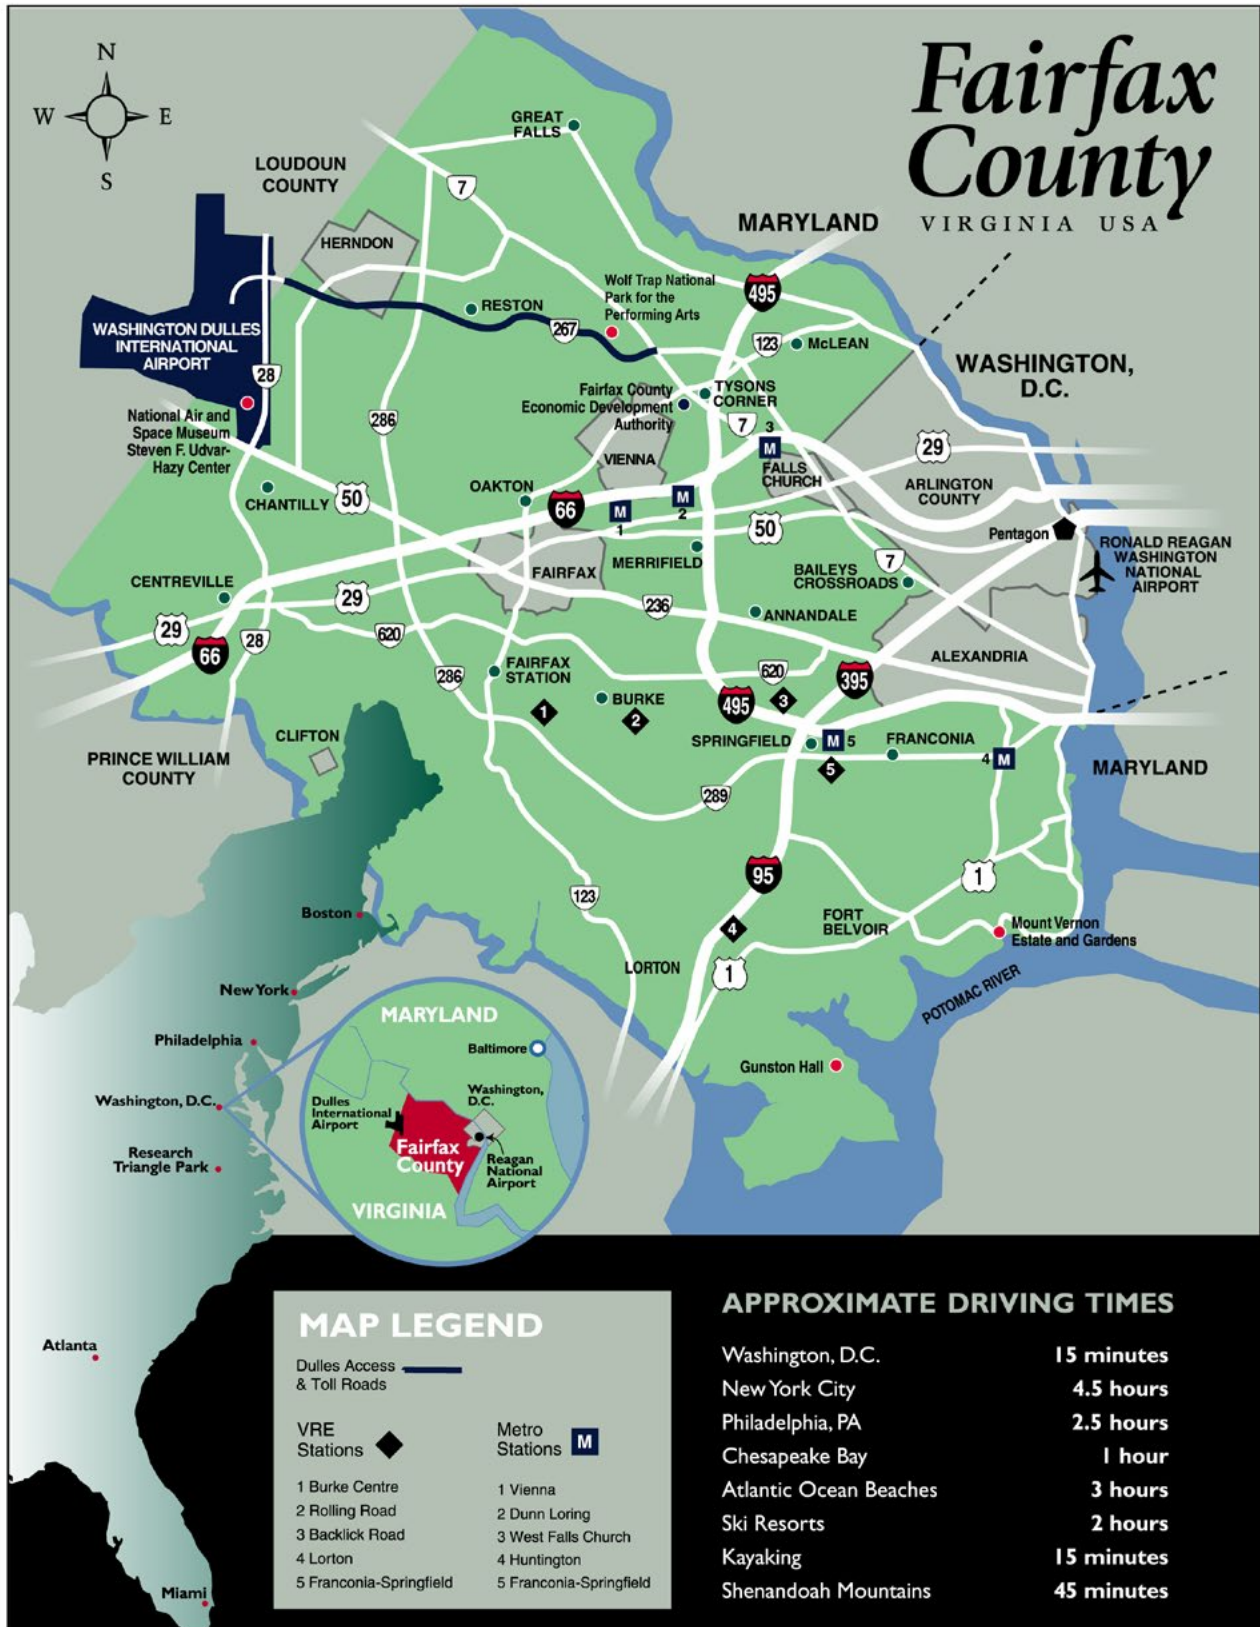 Fairfax
County
VIRGINIA USA
N
W
E
S
GREAT
FALLS
LOUDOUN
COUNTY
7
MARYLAND
HERNDON
Wolf Trap National
Park for the
Performing Arts
495
RESTON
267
123
McLEAN
WASHINGTON DULLES
INTERNATIONAL
AIRPORT
WASHINGTON,
D.C.
28
Fairfax County
Economic Development
Authority
TYSONS
CORNER
National Air and
Space Museum
Steven F. Udvar-
Hazy Center
286
7
3
M
29
VIENNA
FALLS
CHURCH
ARLINGTON
COUNTY
CHANTILLY
50
OAKTON
66
M
1
M
2
50
Pentagon
RONALD REAGAN
WASHINGTON
NATIONAL
AIRPORT
MERRIFIELD
7
BAILEYS
CROSSROADS
CENTREVILLE
FAIRFAX
29
236
ANNANDALE
29
66
28
620
ALEXANDRIA
286
FAIRFAX
STATION
620
395
BURKE
495
1
2
3
CLIFTON
SPRINGFIELD
M
5
FRANCONIA
4
M
5
PRINCE WILLIAM
COUNTY
MARYLAND
289
95
1
123
4
FORT
BELVOIR
Mount Vernon
Estate and Gardens
LORTON
1
POTOMAC RIVER
Gunston Hall
Boston
New York
Philadelphia
Washington, D.C.
Research
Triangle Park
Atlanta
Miami
MARYLAND
Baltimore
Washington,
D.C.
Dulles
International
Airport
Fairfax
County
Reagan
National
Airport
VIRGINIA
MAP LEGEND
Dulles Access
& Toll Roads
VRE
Stations
1 Burke Centre
2 Rolling Road
3 Backlick Road
4 Lorton
5 Franconia-Springfield
Metro
Stations
M
1 Vienna
2 Dunn Loring
3 West Falls Church
4 Huntington
5 Franconia-Springfield
APPROXIMATE DRIVING TIMES
Washington, D.C. 15 minutes
New York City 4.5 hours
Philadelphia, PA 2.5 hours
Chesapeake Bay 1 hour
Atlantic Ocean Beaches 3 hours
Ski Resorts 2 hours
Kayaking 15 minutes
Shenandoah Mountains 45 minutes